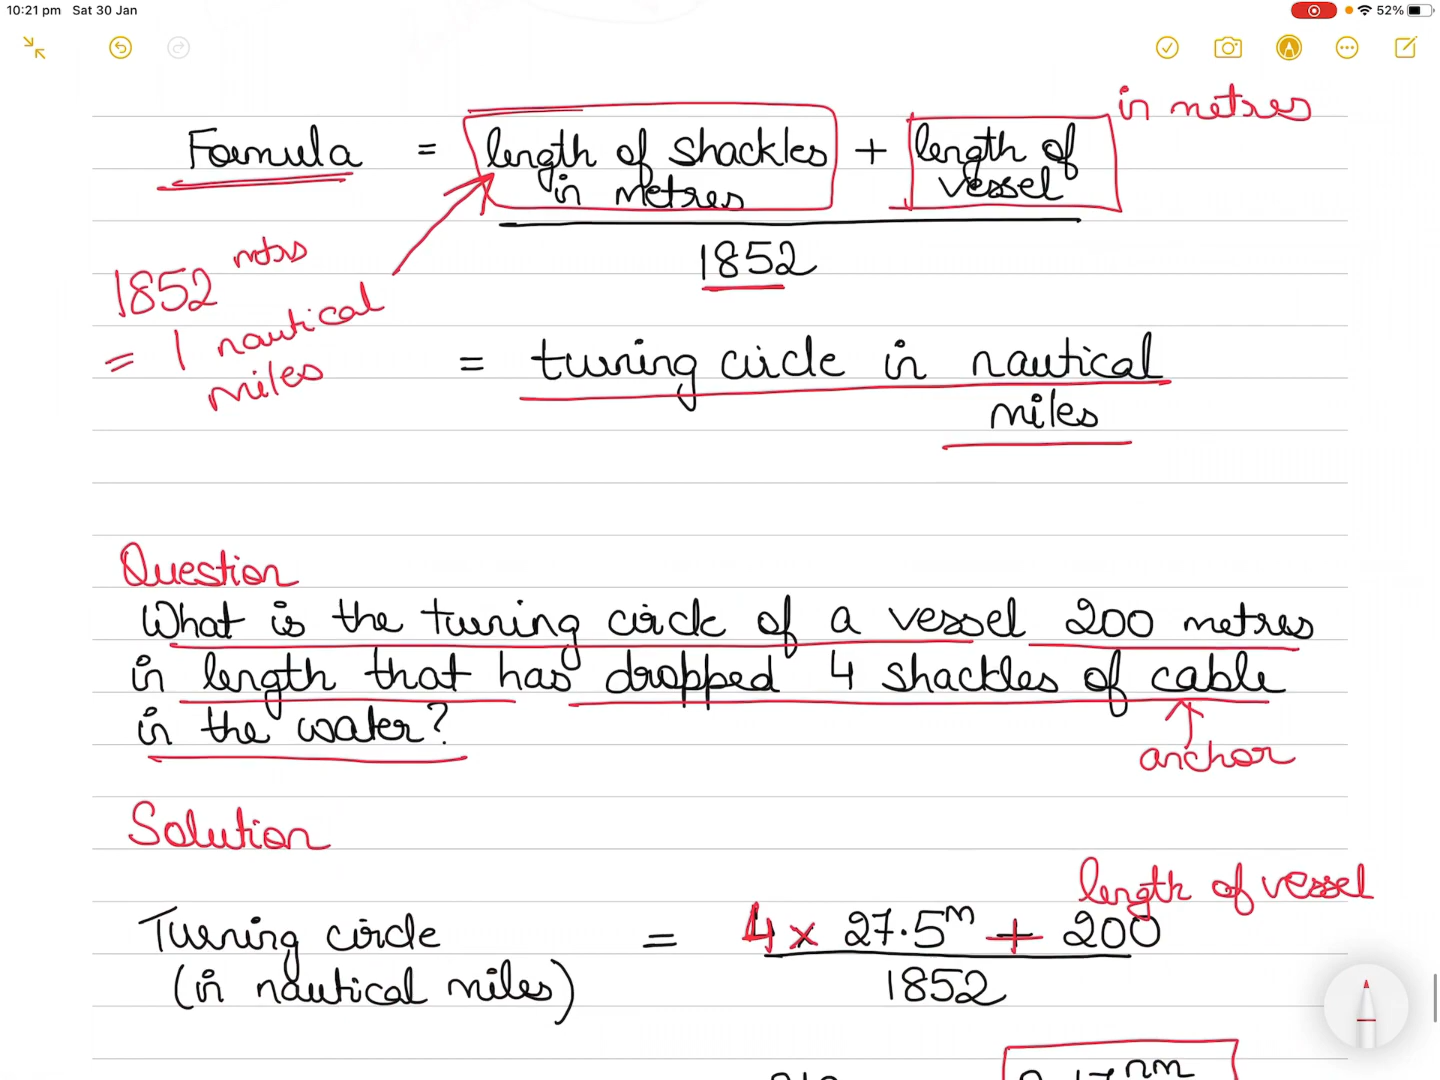 10:21 pm Sat 30 Jan
52%
in metres
Formula = length of shackles + length of
in metres vessel
1852
1852 mtrs
= 1 nautical
miles
= turning circle in nautical
miles
Question
What is the turning circle of a vessel 200 metres
in length that has dropped 4 shackles of cable
in the water?
anchor
Solution
length of vessel
Turning circle = 4 × 27.5m + 200
(in nautical miles) 1852
nm